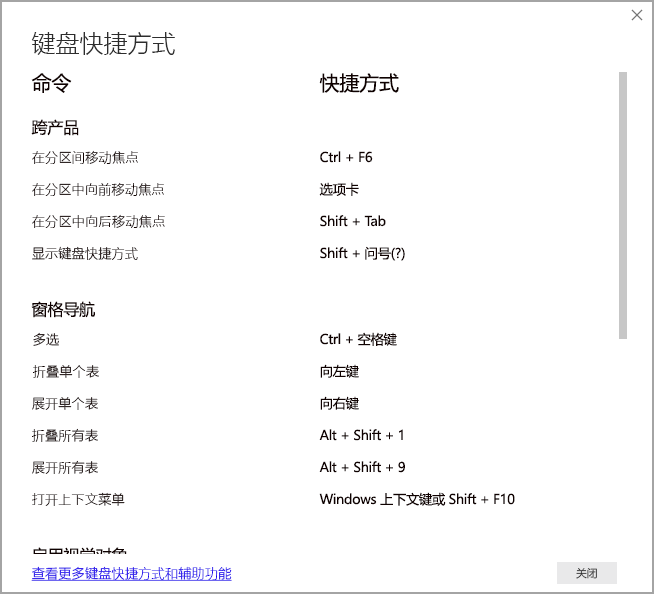 键盘快捷方式
命令 快捷方式
跨产品
在分区间移动焦点 Ctrl + F6
在分区中向前移动焦点 选项卡
在分区中向后移动焦点 Shift + Tab
显示键盘快捷方式 Shift + 问号(?)
窗格导航
多选 Ctrl + 空格键
折叠单个表 向左键
展开单个表 向右键
折叠所有表 Alt + Shift + 1
展开所有表 Alt + Shift + 9
打开上下文菜单 Windows 上下文键或 Shift + F10
启用视觉对象
查看更多键盘快捷方式和辅助功能 关闭